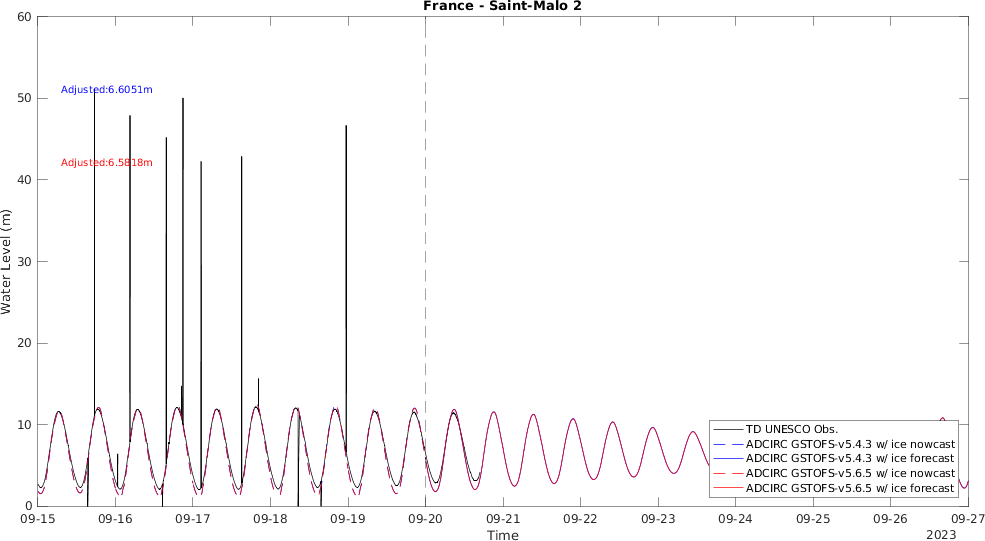 France - Saint-Malo 2
60
50
40
30
20
10
0
Water Level (m)
Adjusted:6.6051m
Adjusted:6.5818m
TD UNESCO Obs.
ADCIRC GSTOFS-v5.4.3 w/ ice nowcast
ADCIRC GSTOFS-v5.4.3 w/ ice forecast
ADCIRC GSTOFS-v5.6.5 w/ ice nowcast
ADCIRC GSTOFS-v5.6.5 w/ ice forecast
09-15 09-16 09-17 09-18 09-19 09-20 09-21 09-22 09-23 09-24 09-25 09-26 09-27
Time
2023